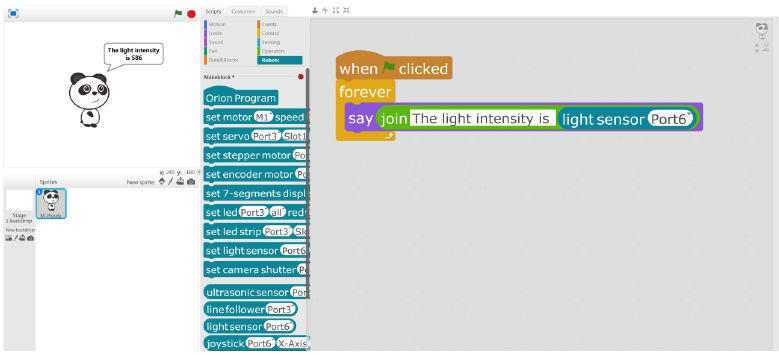 Scripts Costumes Sounds
Motion Events
Looks Control
Sound Sensing
Pen Operators
Data&Blocks Robots
Makeblock
Orion Program
set motor M1 speed
set servo Port3 Slot1
set stepper motor Po
set encoder motor Po
set 7-segments displ
set led Port3 all red
set led strip Port3 Slo
set light sensor Port6
set camera shutter Po
ultrasonic sensor Por
line follower Port3
light sensor Port6
joystick Port6 X-Axis
The light intensity
is 586
x: 240 y: -180
Sprites New sprite:
Stage
1 backdrop
New backdrop
M-Panda
when clicked
forever
say join The light intensity is light sensor Port6